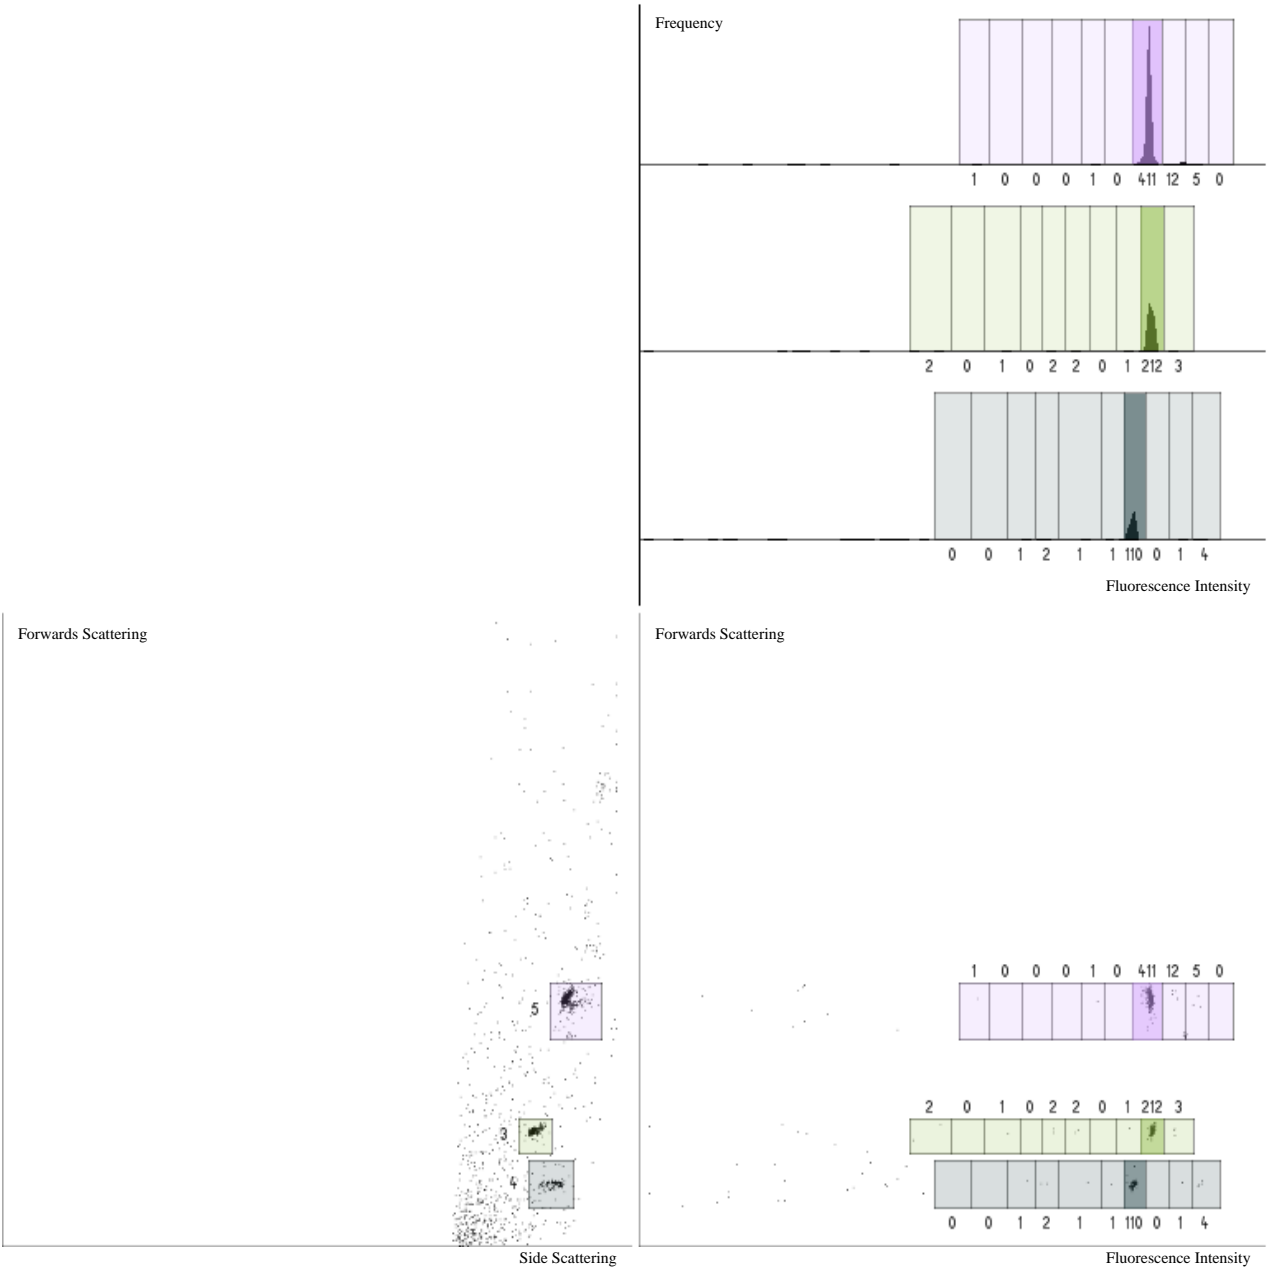 Frequency
1 0 0 0 1 0 411 12 5 0
2 0 1 0 2 2 0 1 212 3
0 0 1 2 1 1 110 0 1 4
Fluorescence Intensity
Forwards Scattering
5
3
4
Side Scattering
Forwards Scattering
1 0 0 0 1 0 411 12 5 0
2 0 1 0 2 2 0 1 212 3
0 0 1 2 1 1 110 0 1 4
Fluorescence Intensity